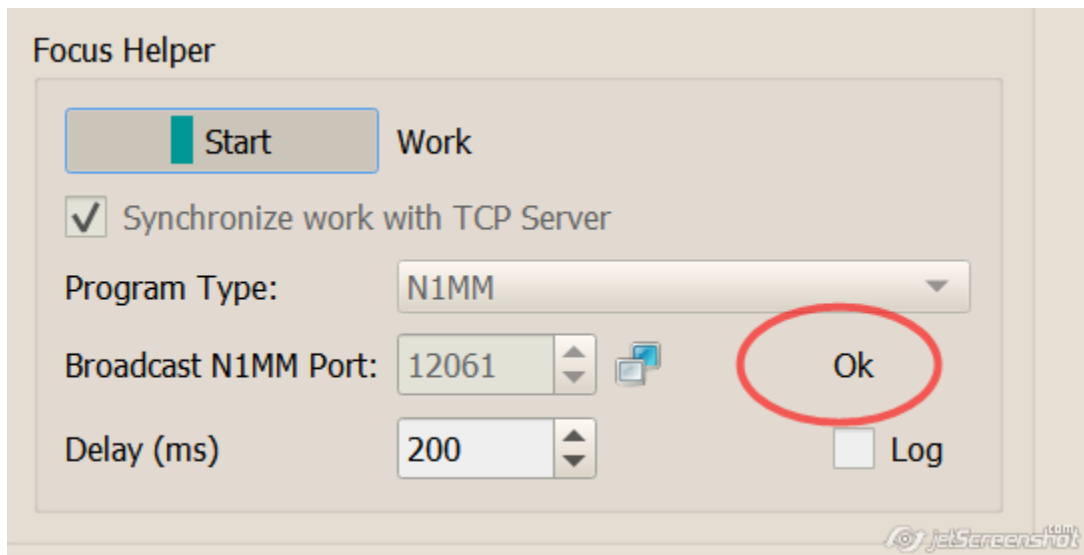 Focus Helper
Start Work
Synchronize work with TCP Server
Program Type: N1MM
Broadcast N1MM Port: 12061 Ok
Delay (ms) 200 Log
jetScreenshot
.com